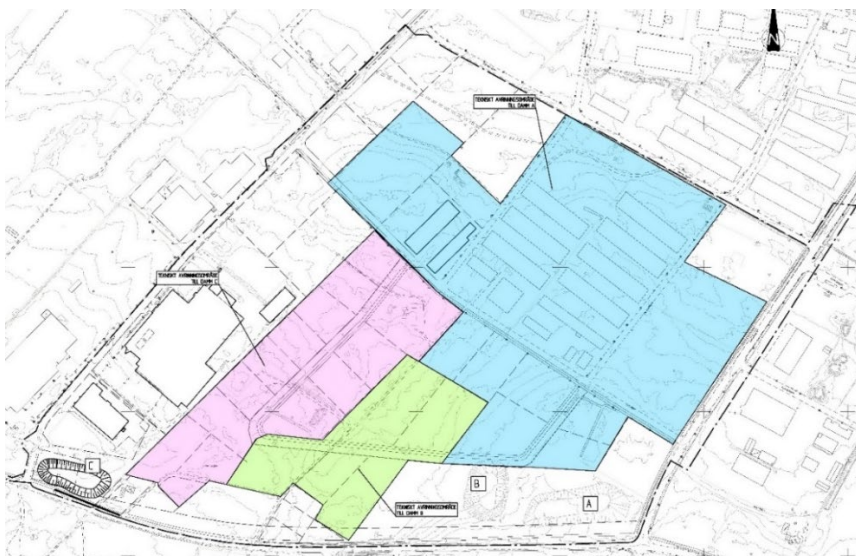 N
TEKNISKT AVRINNINGSOMRÅDE
TILL DAMM A
TEKNISKT AVRINNINGSOMRÅDE
TILL DAMM C
C
B
A
TEKNISKT AVRINNINGSOMRÅDE
TILL DAMM B